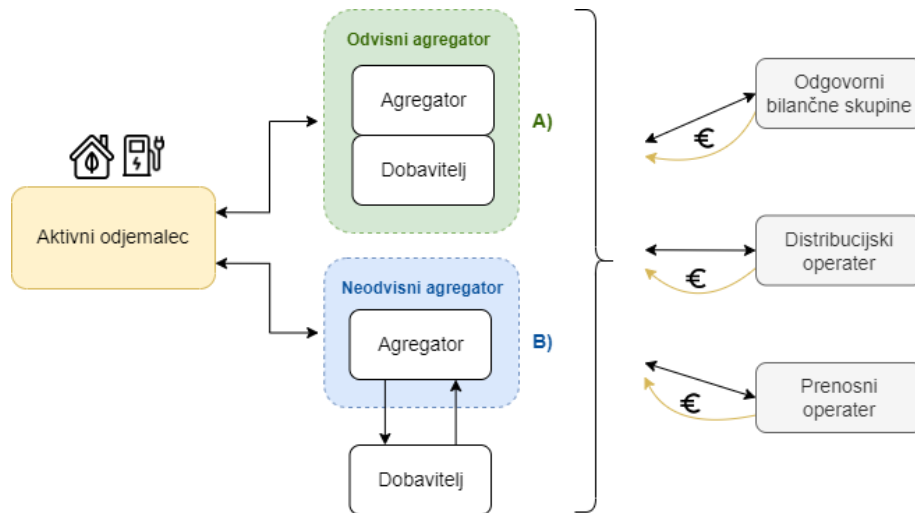 Odvisni agregator
Agregator
Dobavitelj
A)
Aktivni odjemalec
Neodvisni agregator
Agregator
B)
Dobavitelj
Odgovorni
bilančne skupine
€
Distribucijski
operater
€
Prenosni
operater
€